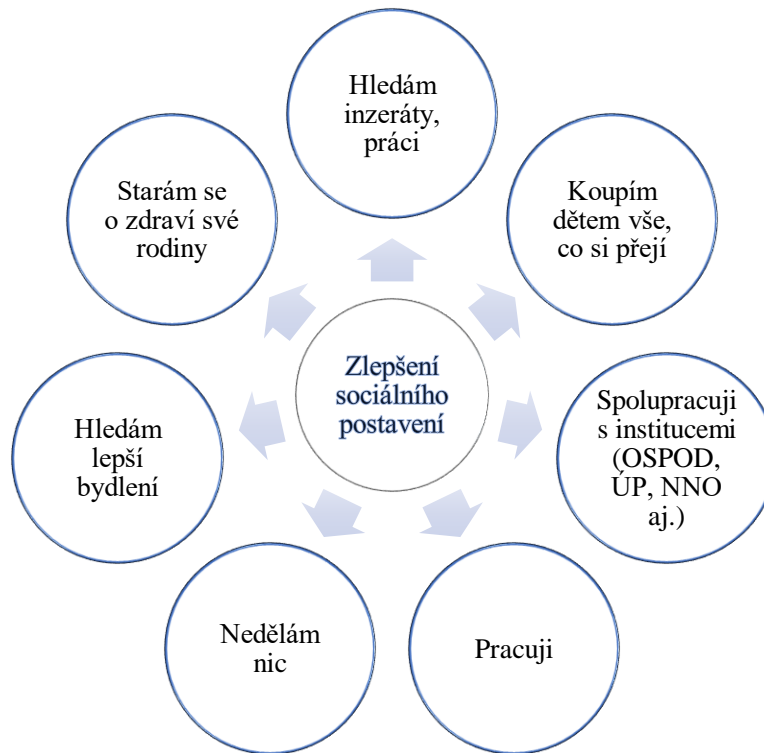 Hledám
inzeráty,
práci
Koupím
dětem vše,
co si přejí
Spolupracuji
s institucemi
(OSPOD,
ÚP, NNO
aj.)
Pracuji
Nedělám
nic
Hledám
lepší
bydlení
Starám se
o zdraví své
rodiny
Zlepšení
sociálního
postavení